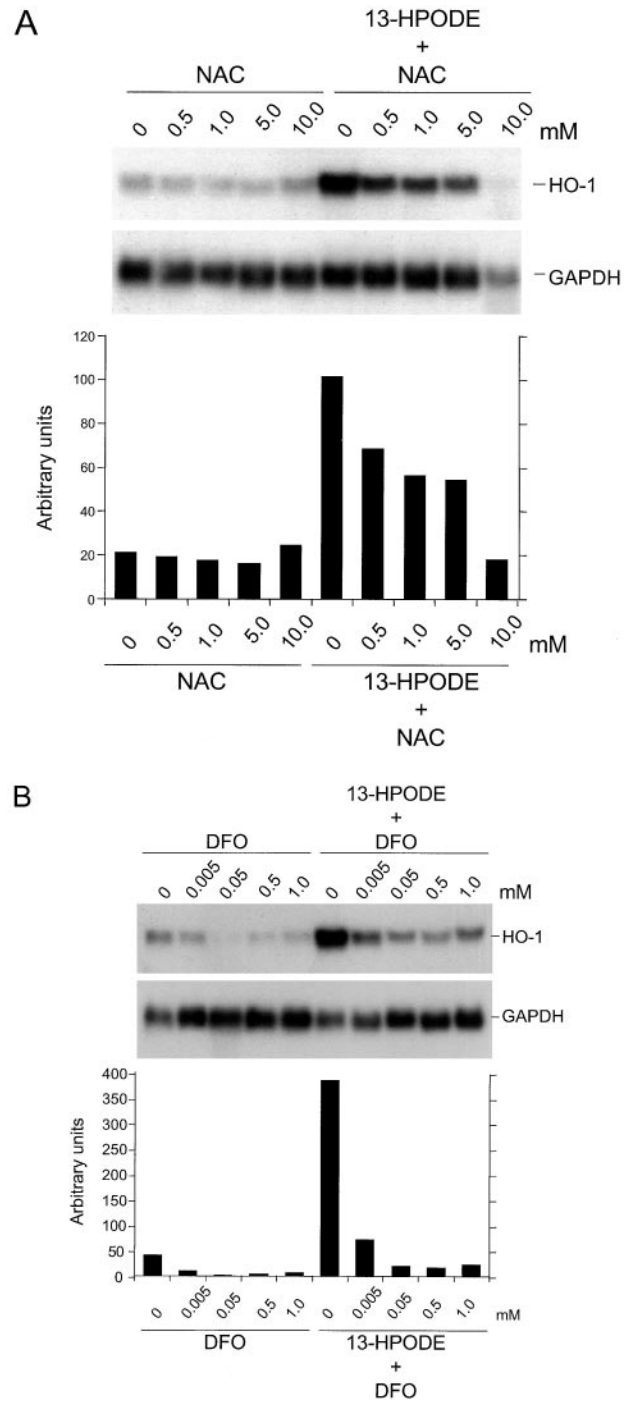 A
13-HPODE
+
NAC NAC
0 0.5 1.0 5.0 10.0 0 0.5 1.0 5.0 10.0 mM
HO-1
GAPDH
120
100
80
60
40
20
0
Arbitrary units
0 0.5 1.0 5.0 10.0 0 0.5 1.0 5.0 10.0 mM
NAC 13-HPODE
+
NAC
B
13-HPODE
+
DFO DFO
0 0.005 0.05 0.5 1.0 0 0.005 0.05 0.5 1.0 mM
HO-1
GAPDH
400
350
300
250
200
150
100
50
0
Arbitrary units
0 0.005 0.05 0.5 1.0 0 0.005 0.05 0.5 1.0 mM
DFO 13-HPODE
+
DFO